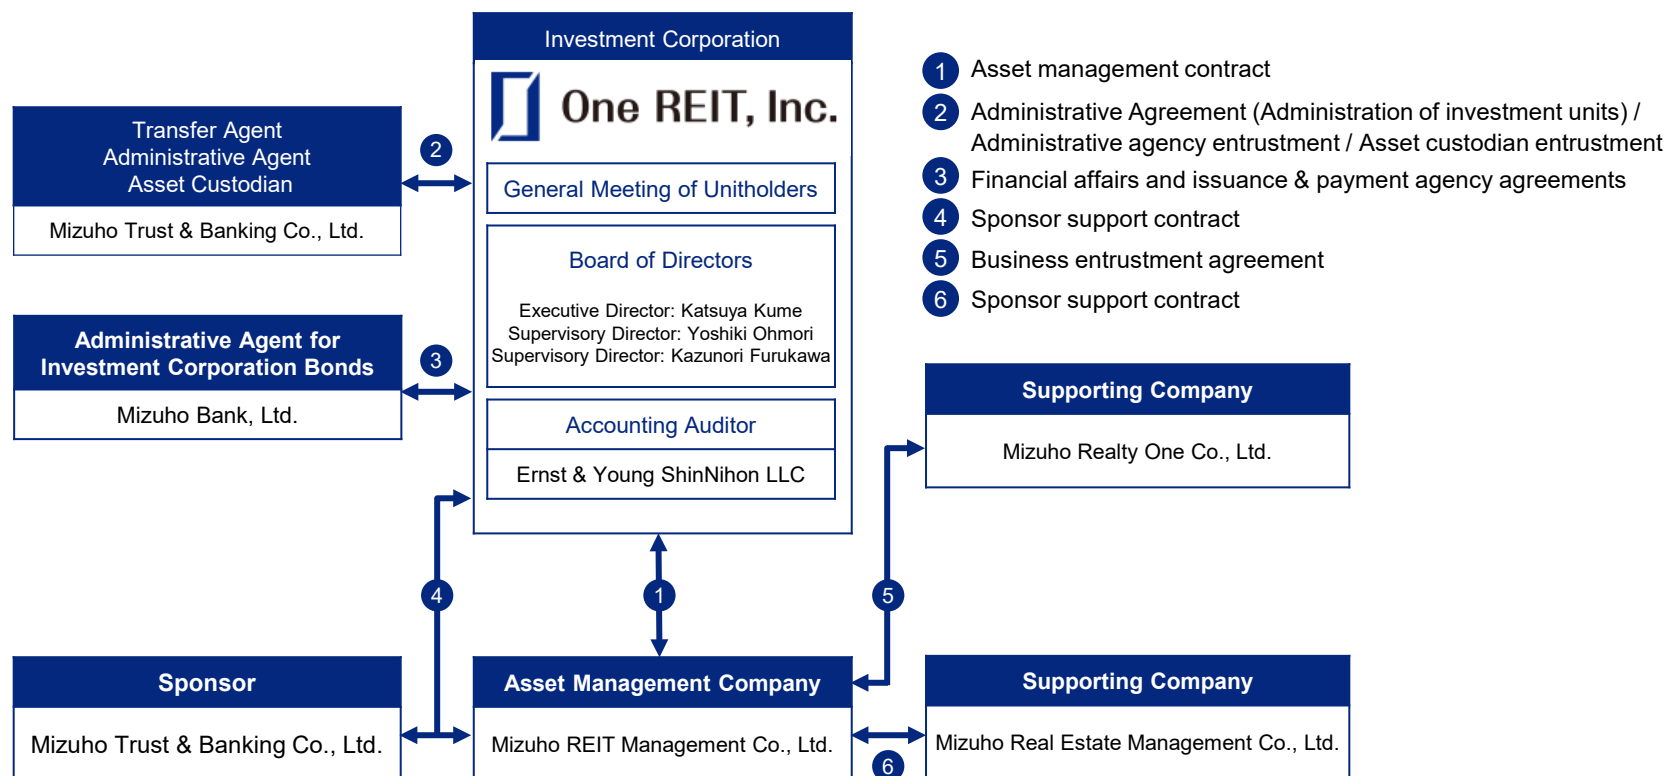 Investment Corporation
One REIT, Inc.
General Meeting of Unitholders
Board of Directors
Executive Director: Katsuya Kume
Supervisory Director: Yoshiki Ohmori
Supervisory Director: Kazunori Furukawa
Accounting Auditor
Ernst & Young ShinNihon LLC
Transfer Agent
Administrative Agent
Asset Custodian
Mizuho Trust & Banking Co., Ltd.
2
Administrative Agent for
Investment Corporation Bonds
Mizuho Bank, Ltd.
3
1 Asset management contract
2 Administrative Agreement (Administration of investment units) /
Administrative agency entrustment / Asset custodian entrustment
3 Financial affairs and issuance & payment agency agreements
4 Sponsor support contract
5 Business entrustment agreement
6 Sponsor support contract
Supporting Company
Mizuho Realty One Co., Ltd.
4
1
5
Sponsor
Mizuho Trust & Banking Co., Ltd.
Asset Management Company
Mizuho REIT Management Co., Ltd.
6
Supporting Company
Mizuho Real Estate Management Co., Ltd.